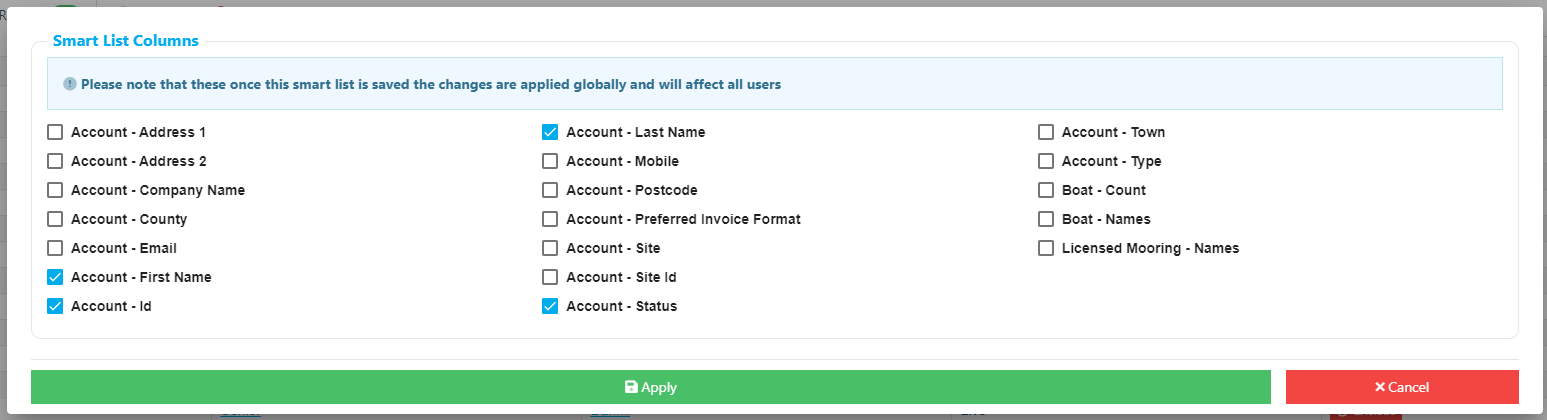 Smart List Columns
Please note that these once this smart list is saved the changes are applied globally and will affect all users
Account - Address 1
Account - Address 2
Account - Company Name
Account - County
Account - Email
Account - First Name
Account - Id
Account - Last Name
Account - Mobile
Account - Postcode
Account - Preferred Invoice Format
Account - Site
Account - Site Id
Account - Status
Account - Town
Account - Type
Boat - Count
Boat - Names
Licensed Mooring - Names
Apply
Cancel